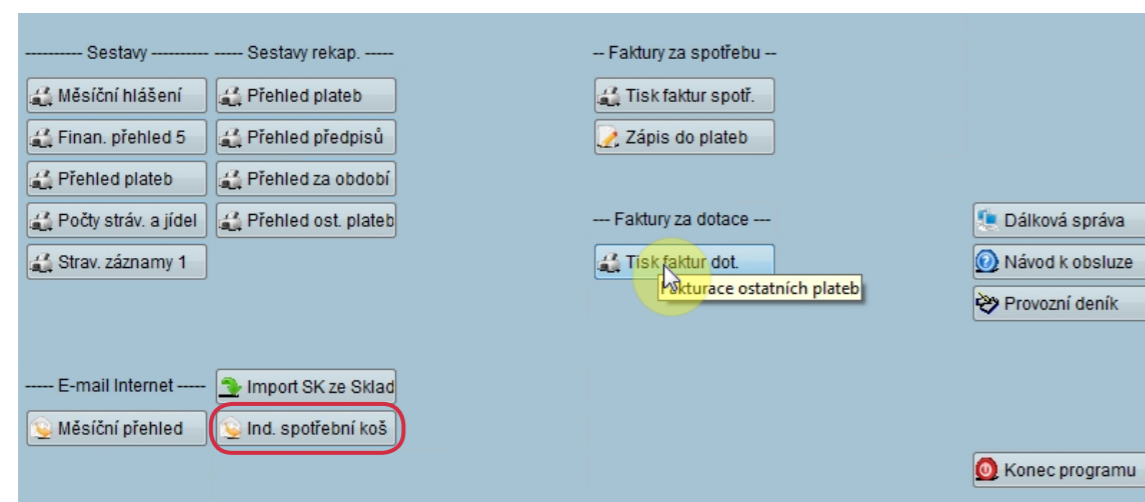 ---------- Sestavy ---------- ----- Sestavy rekap. -----
-- Faktury za spotřebu --
Měsíční hlášení
Přehled plateb
Tisk faktur spotř.
Finan. přehled 5
Přehled předpisů
Zápis do plateb
Přehled plateb
Přehled za období
Počty stráv. a jídel
Přehled ost. plateb
--- Faktury za dotace ---
Dálková správa
Strav. záznamy 1
Tisk faktur dot.
Návod k obsluze
Fakturace ostatních plateb
Provozní deník
----- E-mail Internet -----
Import SK ze Sklad
Měsíční přehled
Ind. spotřební koš
Konec programu